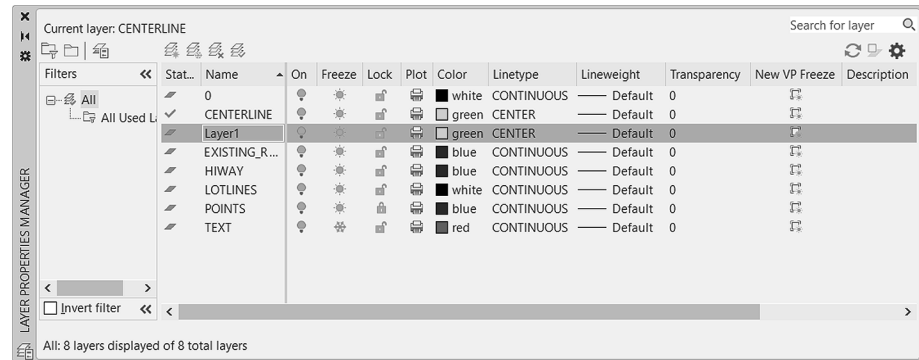 Current layer: CENTERLINE
Search for layer
Filters
Stat... Name On Freeze Lock Plot Color Linetype Lineweight Transparency New VP Freeze Description
All
All Used L
0 white CONTINUOUS Default 0
CENTERLINE green CENTER Default 0
Layer1 green CENTER Default 0
EXISTING_R... blue CONTINUOUS Default 0
HIWAY blue CONTINUOUS Default 0
LOTLINES white CONTINUOUS Default 0
POINTS blue CONTINUOUS Default 0
TEXT red CONTINUOUS Default 0
Invert filter
LAYER PROPERTIES MANAGER
All: 8 layers displayed of 8 total layers